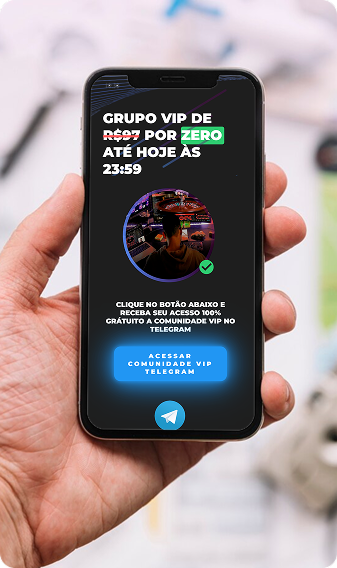 GRUPO VIP DE
R$97 POR ZERO
ATÉ HOJE ÀS
23:59
CLIQUE NO BOTÃO ABAIXO E
RECEBA SEU ACESSO 100%
GRÁTUITO A COMUNIDADE VIP NO
TELEGRAM
ACESSAR
COMUNIDADE VIP
TELEGRAM